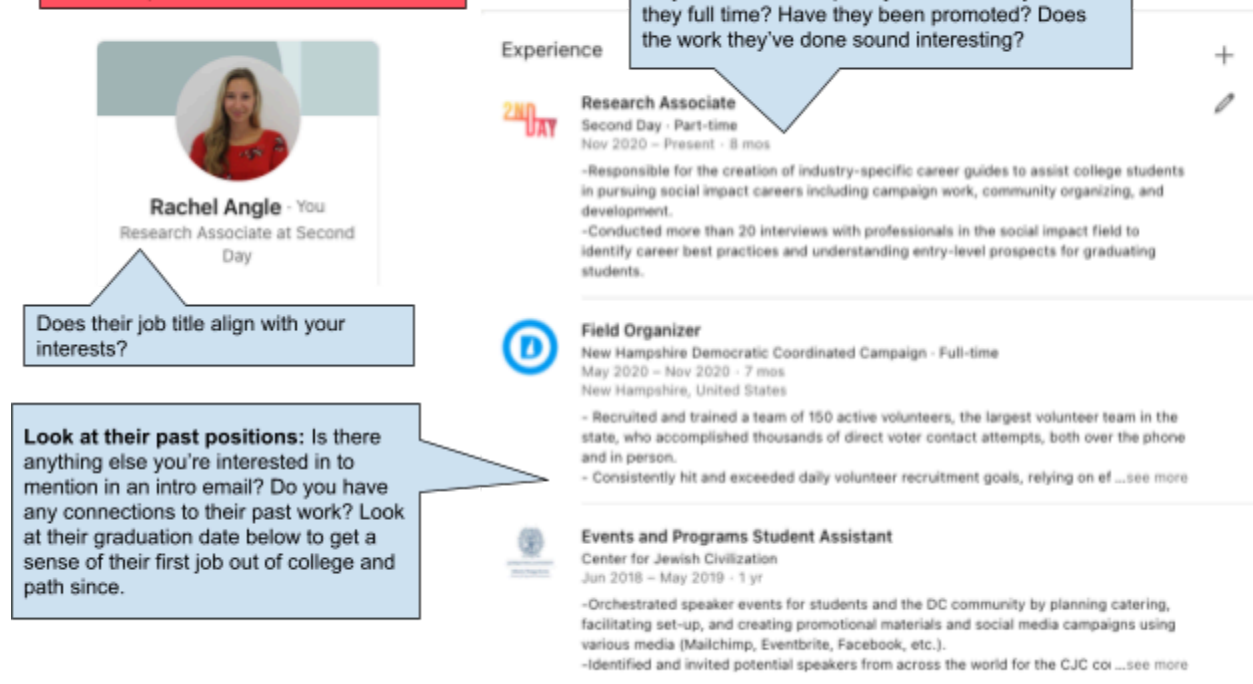 they full time? Have they been promoted? Does
the work they've done sound interesting?
Experience
Rachel Angle · You
Research Associate at Second
Day
Does their job title align with your
interests?
Look at their past positions: Is there
anything else you're interested in to
mention in an intro email? Do you have
any connections to their past work? Look
at their graduation date below to get a
sense of their first job out of college and
path since.
2ND
DAY
Research Associate
Second Day · Part-time
Nov 2020 – Present · 8 mos
-Responsible for the creation of industry-specific career guides to assist college students
in pursuing social impact careers including campaign work, community organizing, and
development.
-Conducted more than 20 interviews with professionals in the social impact field to
identify career best practices and understanding entry-level prospects for graduating
students.
D
Field Organizer
New Hampshire Democratic Coordinated Campaign · Full-time
May 2020 – Nov 2020 · 7 mos
New Hampshire, United States
- Recruited and trained a team of 150 active volunteers, the largest volunteer team in the
state, who accomplished thousands of direct voter contact attempts, both over the phone
and in person.
- Consistently hit and exceeded daily volunteer recruitment goals, relying on ef ...see more
Events and Programs Student Assistant
Center for Jewish Civilization
Jun 2018 – May 2019 · 1 yr
-Orchestrated speaker events for students and the DC community by planning catering,
facilitating set-up, and creating promotional materials and social media campaigns using
various media (Mailchimp, Eventbrite, Facebook, etc.).
-Identified and invited potential speakers from across the world for the CJC ...see more